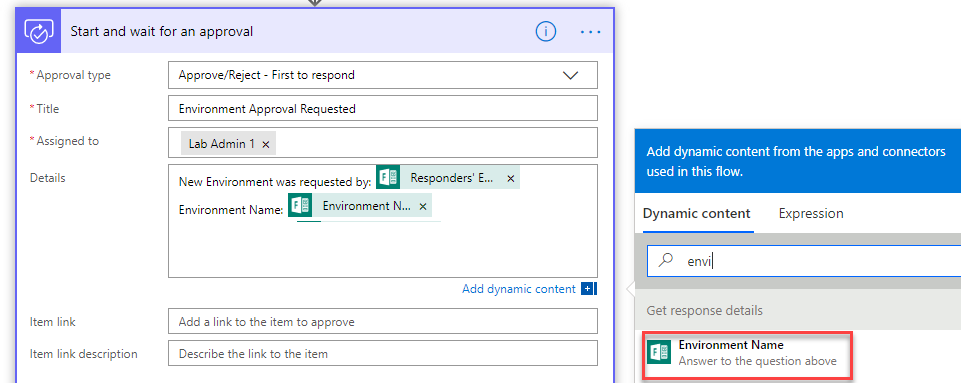 Start and wait for an approval
* Approval type
Approve/Reject - First to respond
* Title
Environment Approval Requested
* Assigned to
Lab Admin 1 ×
Details
New Environment was requested by: Responders' E... ×
Environment Name: Environment N... ×
Add dynamic content
Item link
Add a link to the item to approve
Item link description
Describe the link to the item
Add dynamic content from the apps and connectors
used in this flow.
Dynamic content
Expression
envi
Get response details
Environment Name
Answer to the question above